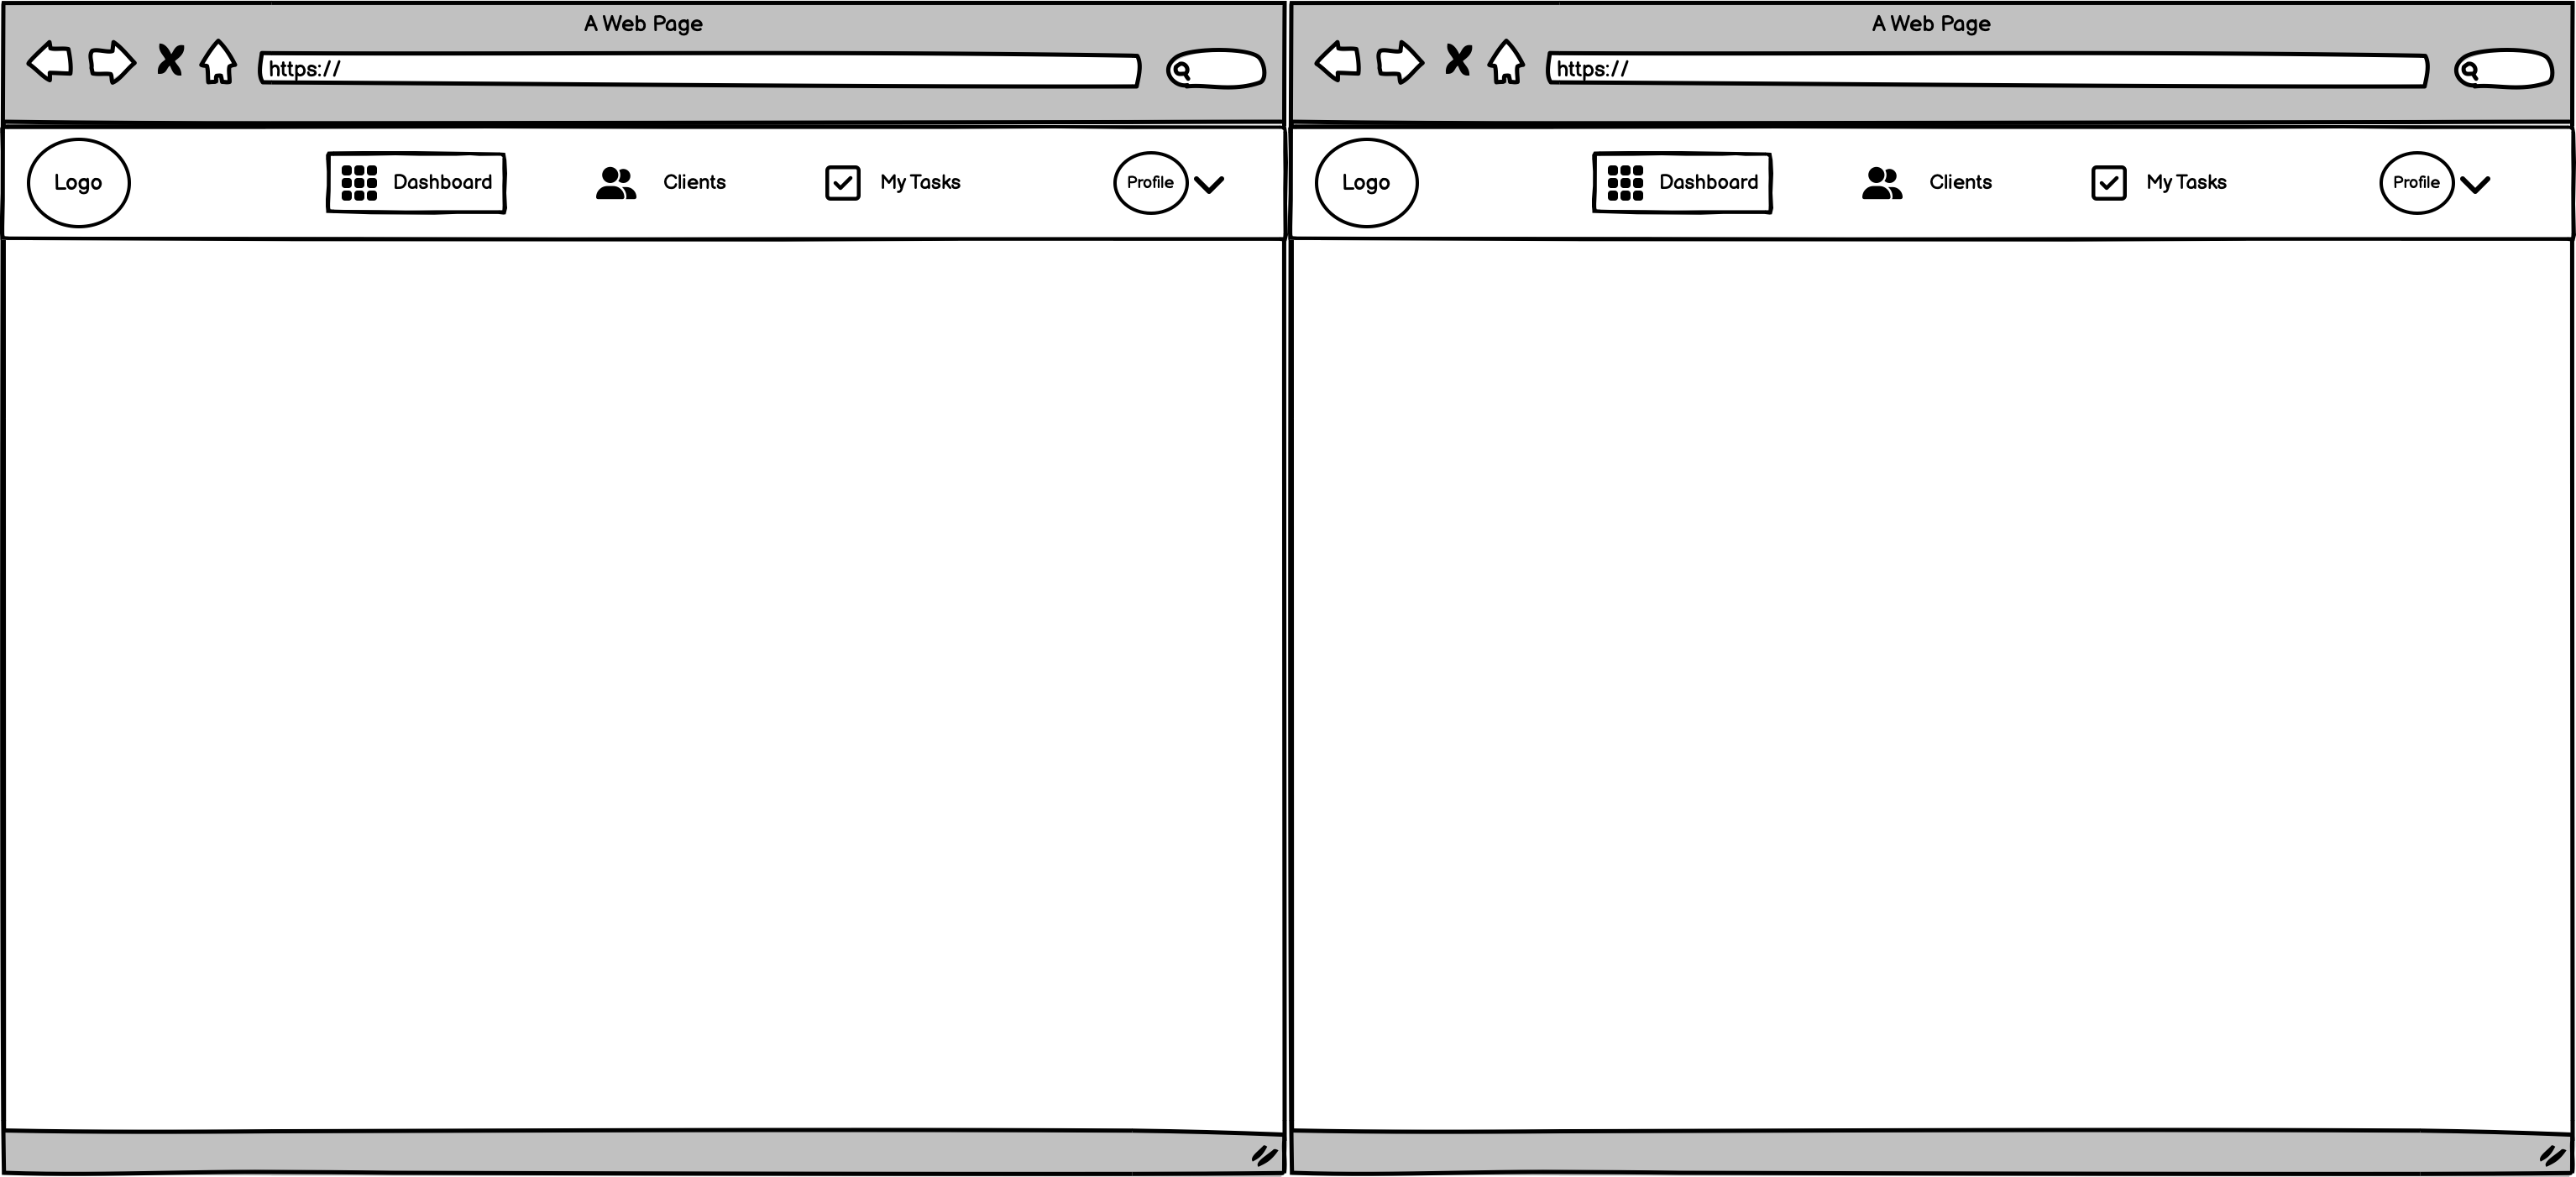 A Web Page
https://
Logo
Dashboard
Clients
My Tasks
Profile
A Web Page
https://
Logo
Dashboard
Clients
My Tasks
Profile